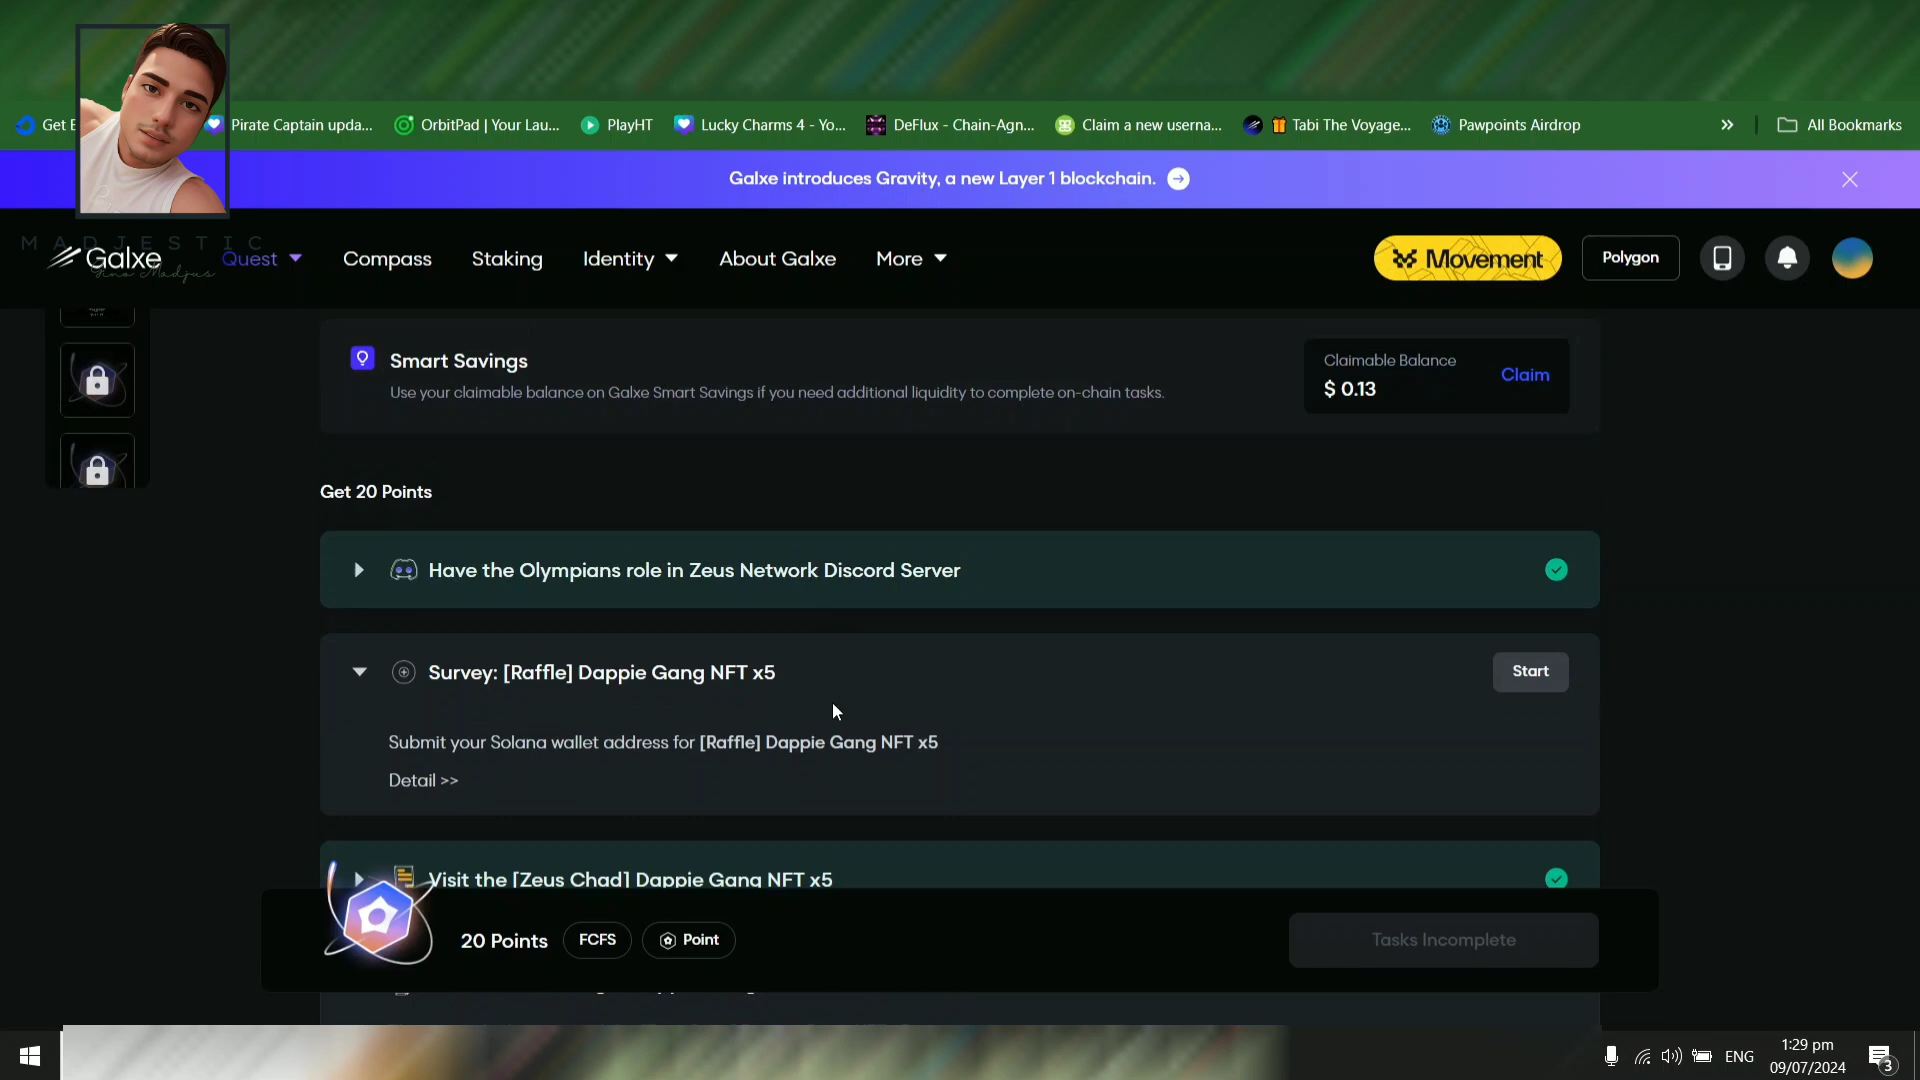 Get
Pirate Captain upda...
OrbitPad | Your Lau...
PlayHT
Lucky Charms 4 - Yo...
DeFlux - Chain-Agn...
Claim a new userna...
Tabi The Voyage...
Pawpoints Airdrop
All Bookmarks
Galxe introduces Gravity, a new Layer 1 blockchain.
MADJESTIC
Galxe
Quest
Compass
Staking
Identity
About Galxe
More
Movement
Polygon
Smart Savings
Use your claimable balance on Galxe Smart Savings if you need additional liquidity to complete on-chain tasks.
Claimable Balance
$ 0.13
Claim
Get 20 Points
Have the Olympians role in Zeus Network Discord Server
Survey: [Raffle] Dappie Gang NFT x5
Start
Submit your Solana wallet address for [Raffle] Dappie Gang NFT x5
Detail >>
Visit the [Zeus Chad] Dappie Gang NFT x5
20 Points
FCFS
Point
Tasks Incomplete
ENG
1:29 pm
09/07/2024
3